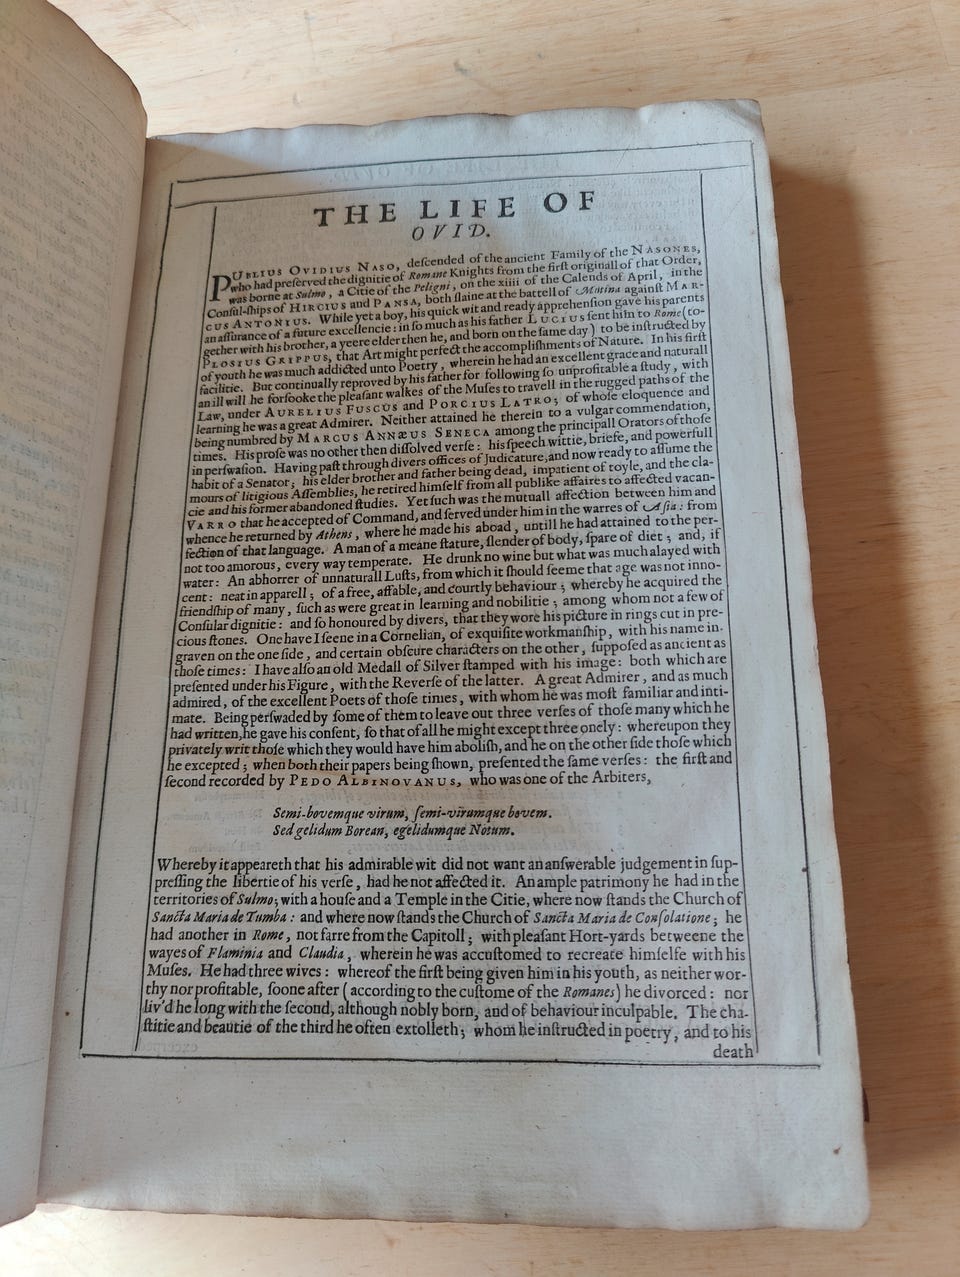 THE LIFE OF
OVID.
PUBLIUS OVIDIUS NASO, deſcended of the ancient Family of the NASONES,
who had preſerved the dignitie of Romane Knights from the firſt originall of that Order,
was borne at Sulmo, a Citie of the Peligni, on the xiiii of the Calends of April, in the
Conſul-ſhips of HIRCIUS and PANSA, both ſlaine at the battell of Mutina againſt MAR-
CUS ANTONIUS. While yet a boy, his quick wit and ready apprehenſion gave his parents
an aſſurance of a future excellencie: in ſo much as his father LUCIUS ſent him to Rome (to-
gether with his brother, a yeere elder then he, and born on the ſame day) to be inſtructed by
PLOSIUS GRIPPUS, that Art might perfect the accompliſhments of Nature. In his firſt
of youth he was much addicted unto Poetry, wherein he had an excellent grace and naturall
facilitie. But continually reproved by his father for following ſo unprofitable a ſtudy, with
an ill will he forſooke the pleaſant walkes of the Muſes to travell in the rugged paths of the
Law, under AURELIUS FUSCUS and PORCIUS LATRO; of whoſe eloquence and
learning he was a great Admirer. Neither attained he therein to a vulgar commendation,
being numbred by MARCUS ANNÆUS SENECA among the principall Orators of thoſe
times. His proſe was no other then diſſolved verſe: his ſpeech wittie, briefe, and powerfull
in perſwaſion. Having paſt through divers offices of Judicature, and now ready to aſſume the
habit of a Senator; his elder brother and father being dead, impatient of toyle, and the cla-
mours of litigious Aſſemblies, he retired himſelf from all publike affaires to affected vacan-
cie and his former abandoned ſtudies. Yet ſuch was the mutuall affection between him and
VARRO that he accepted of Command, and ſerved under him in the warres of Aſia: from
whence he returned by Athens, where he made his aboad, untill he had attained to the per-
fection of that language. A man of a meane ſtature, ſlender of body, ſpare of diet; and, if
not too amorous, every way temperate. He drunk no wine but what was much alayed with
water: An abhorrer of unnaturall Luſts, from which it ſhould ſeeme that age was not inno-
cent: neat in apparell; of a free, affable, and courtly behaviour; whereby he acquired the
friendſhip of many, ſuch as were great in learning and nobilitie; among whom not a few of
Conſular dignitie: and ſo honoured by divers, that they wore his picture in rings cut in pre-
cious ſtones. One have I ſeene in a Cornelian, of exquiſite workmanſhip, with his name in-
graven on the one ſide, and certain obſcure characters on the other, ſuppoſed as ancient as
thoſe times: I have alſo an old Medall of Silver ſtamped with his image: both which are
preſented under his Figure, with the Reverſe of the latter. A great Admirer, and as much
admired, of the excellent Poets of thoſe times, with whom he was moſt familiar and inti-
mate. Being perſwaded by ſome of them to leave out three verſes of thoſe many which he
had written, he gave his conſent, ſo that of all he might except three onely: whereupon they
privately writ thoſe which they would have him aboliſh, and he on the other ſide thoſe which
he excepted; when both their papers being ſhown, preſented the ſame verſes: the firſt and
ſecond recorded by PEDO ALBINOVANUS, who was one of the Arbiters,
Semi-bovemque virum, ſemi-virumque bovem.
Sed gelidum Borean, egelidumque Notum.
Whereby it appeareth that his admirable wit did not want an anſwerable judgement in ſup-
preſſing the libertie of his verſe, had he not affected it. An ample patrimony he had in the
territories of Sulmo; with a houſe and a Temple in the Citie, where now ſtands the Church of
Sancta Maria de Tumba: and where now ſtands the Church of Sancta Maria de Conſolatione; he
had another in Rome, not farre from the Capitoll; with pleaſant Hort-yards betweene the
wayes of Flaminia and Claudia, wherein he was accuſtomed to recreate himſelfe with his
Muſes. He had three wives: whereof the firſt being given him in his youth, as neither wor-
thy nor profitable, ſoone after (according to the cuſtome of the Romanes) he divorced: nor
liv'd he long with the ſecond, although nobly born, and of behaviour inculpable. The cha-
ſtitie and beautie of the third he often extolleth; whom he inſtructed in poetry, and to his
death